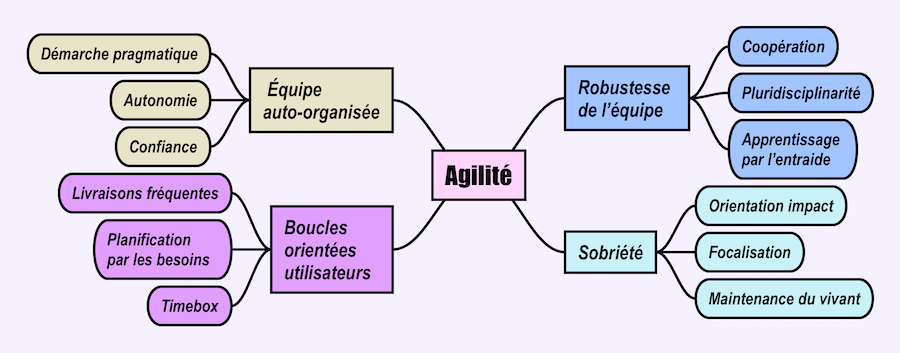 Agilité
Équipe
auto-organisée
Démarche pragmatique
Autonomie
Confiance
Boucles
orientées
utilisateurs
Livraisons fréquentes
Planification
par les besoins
Timebox
Robustesse
de l’équipe
Coopération
Pluridisciplinarité
Apprentissage
par l’entraide
Sobriété
Orientation impact
Focalisation
Maintenance du vivant